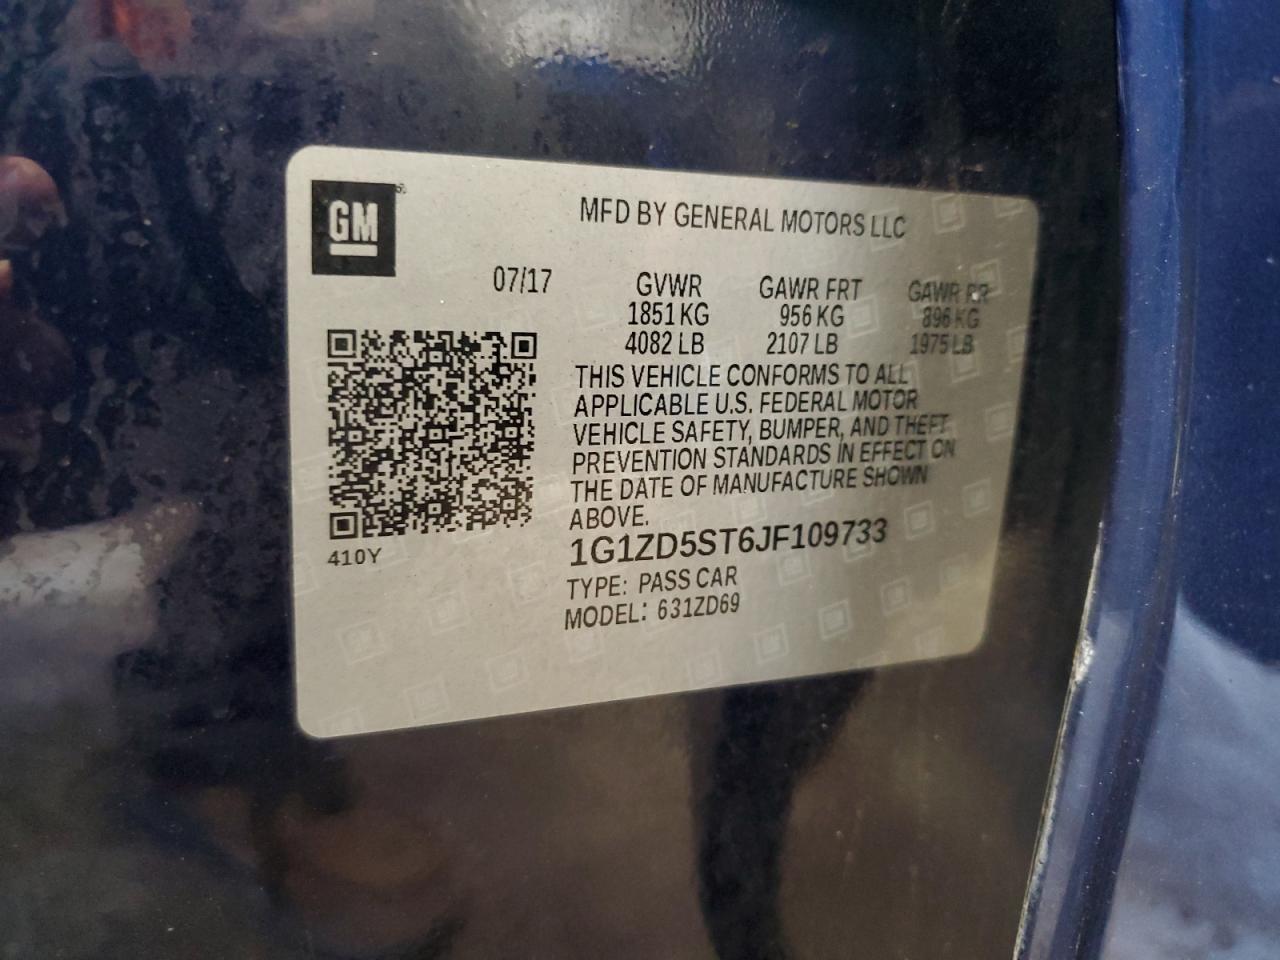 GM
MFD BY GENERAL MOTORS LLC
07/17 GVWR GAWR FRT GAWR RR
1851 KG 956 KG 896 KG
4082 LB 2107 LB 1975 LB
THIS VEHICLE CONFORMS TO ALL
APPLICABLE U.S. FEDERAL MOTOR
VEHICLE SAFETY, BUMPER, AND THEFT
PREVENTION STANDARDS IN EFFECT ON
THE DATE OF MANUFACTURE SHOWN
ABOVE.
410Y
1G1ZD5ST6JF109733
TYPE: PASS CAR
MODEL: 631ZD69